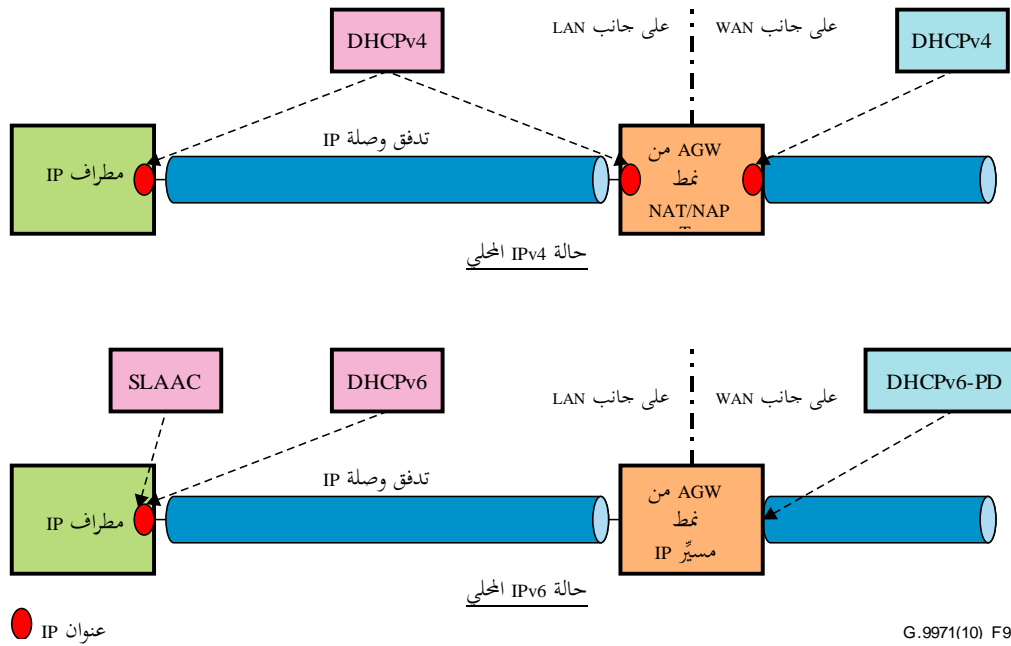 على جانب LAN
على جانب WAN
DHCPv4
DHCPv4
تدفق وصلة IP
مطراف IP
AGW من
نمط
NAT/NAP
T
حالة IPv4 المحلي
SLAAC
DHCPv6
على جانب LAN
على جانب WAN
DHCPv6-PD
تدفق وصلة IP
مطراف IP
AGW من
نمط
مسيِّر IP
حالة IPv6 المحلي
عنوان IP
G.9971(10)_F9